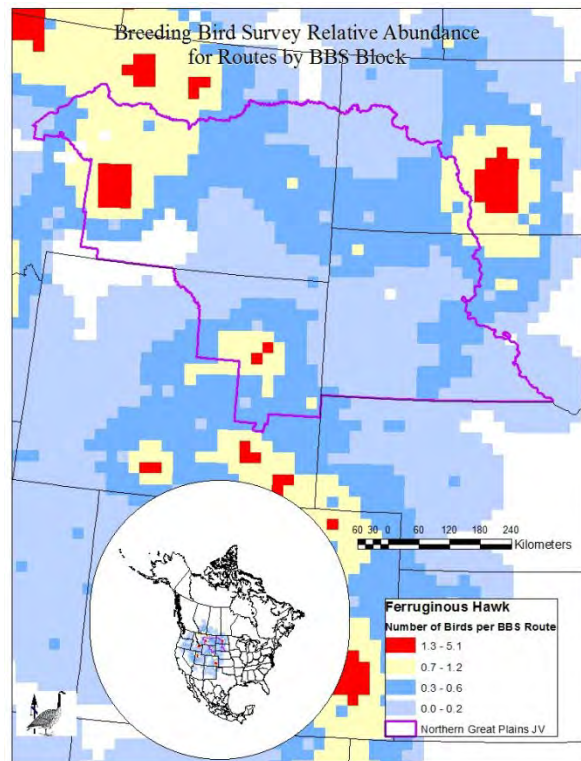 Breeding Bird Survey Relative Abundance
for Routes by BBS Block
60 30 0 60 120 180 240
Kilometers
Ferruginous Hawk
Number of Birds per BBS Route
1.3 - 5.1
0.7 - 1.2
0.3 - 0.6
0.0 - 0.2
Northern Great Plains JV